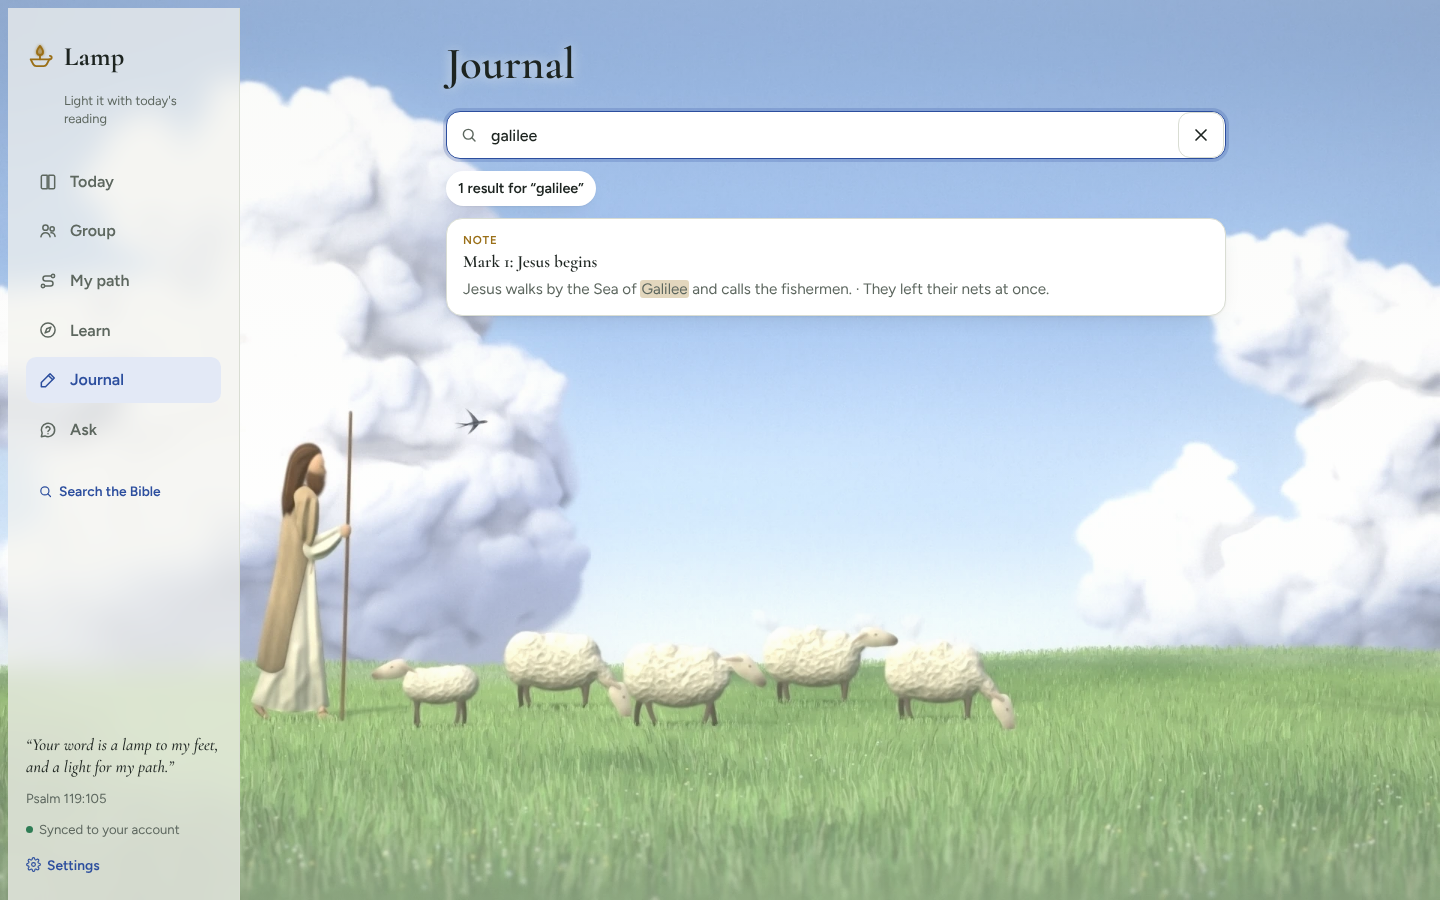 Lamp
Light it with today's
reading
Today
Group
My path
Learn
Journal
Ask
Search the Bible
“Your word is a lamp to my feet,
and a light for my path.”
Psalm 119:105
Synced to your account
Settings
Journal
galilee
1 result for “galilee”
NOTE
Mark 1: Jesus begins
Jesus walks by the Sea of Galilee and calls the fishermen. · They left their nets at once.